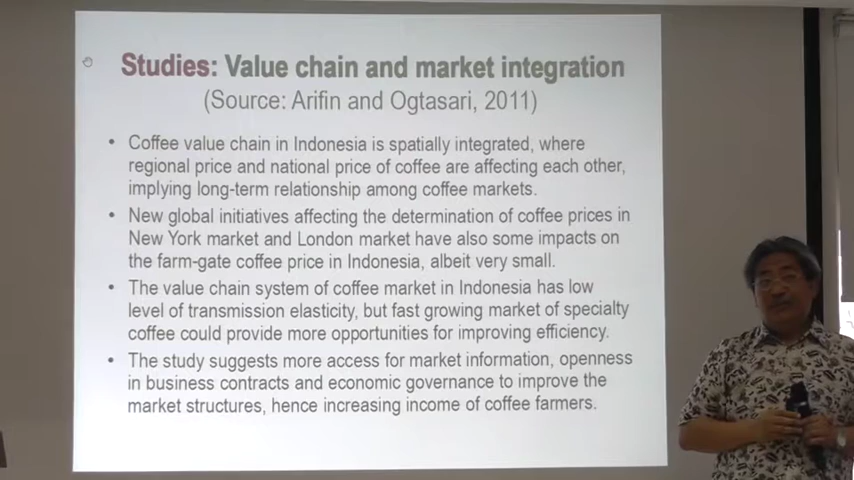 Studies: Value chain and market integration
(Source: Arifin and Ogtasari, 2011)
• Coffee value chain in Indonesia is spatially integrated, where
regional price and national price of coffee are affecting each other,
implying long-term relationship among coffee markets.
• New global initiatives affecting the determination of coffee prices in
New York market and London market have also some impacts on
the farm-gate coffee price in Indonesia, albeit very small.
• The value chain system of coffee market in Indonesia has low
level of transmission elasticity, but fast growing market of specialty
coffee could provide more opportunities for improving efficiency.
• The study suggests more access for market information, openness
in business contracts and economic governance to improve the
market structures, hence increasing income of coffee farmers.